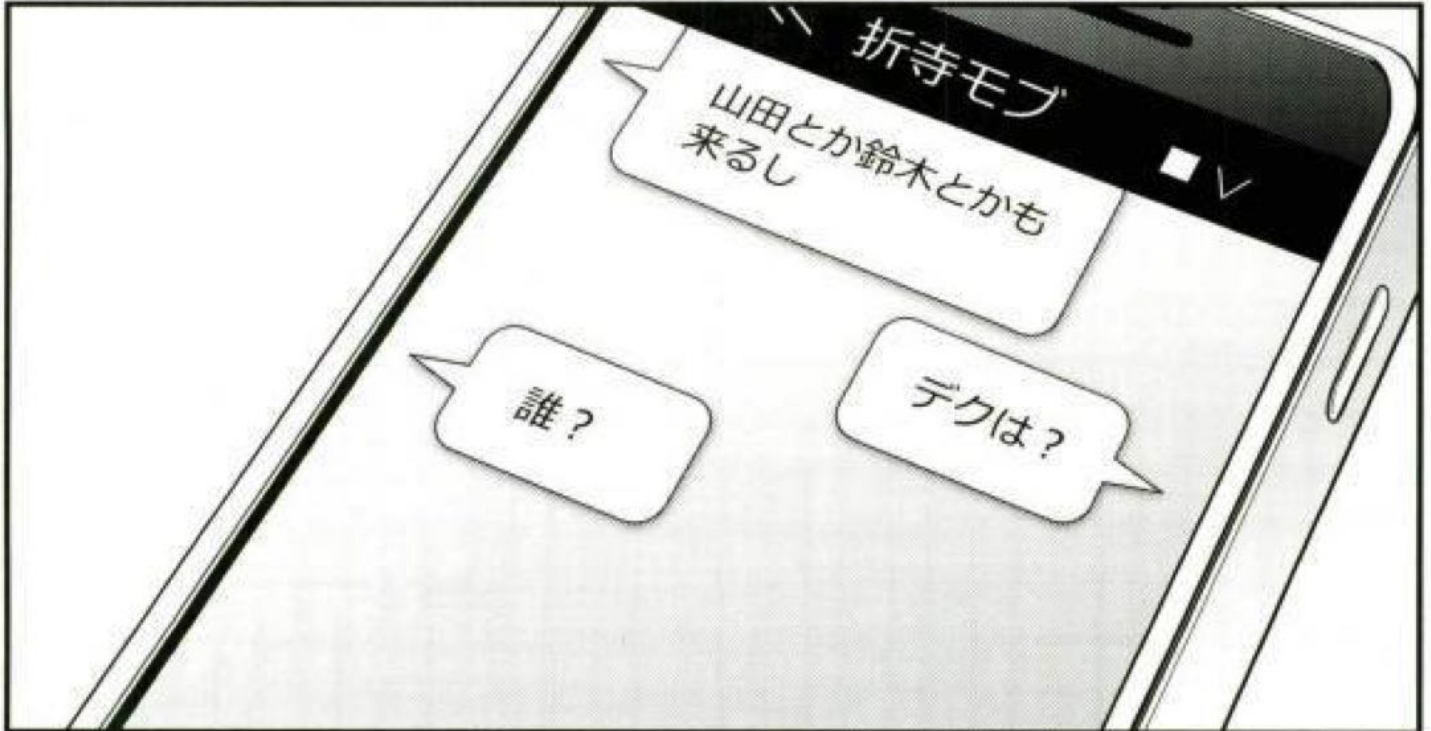 折寺モブ
山田とか鈴木とかも
来るし
デクは？
誰？